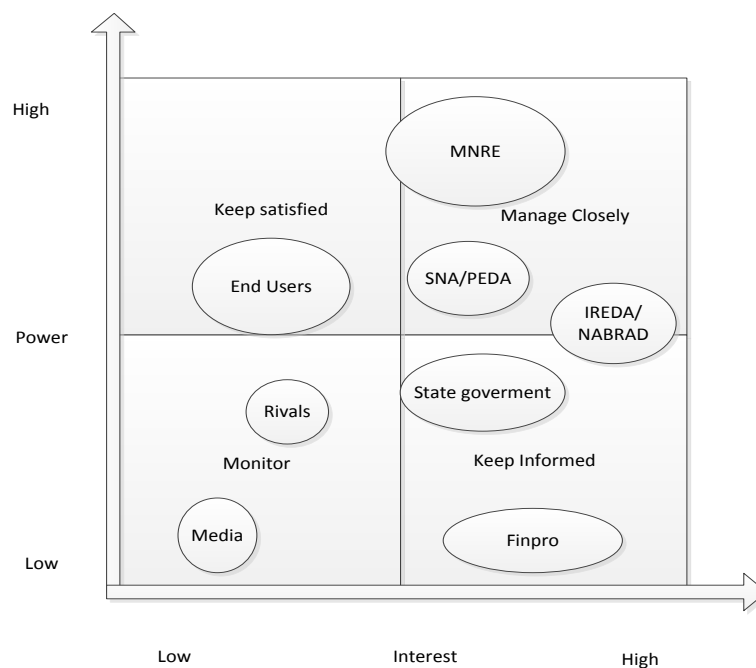 High
MNRE
Keep satisfied
Manage Closely
End Users
SNA/PEDA
IREDA/
NABRAD
Power
State goverment
Rivals
Monitor
Keep Informed
Media
Finpro
Low
Low
Interest
High